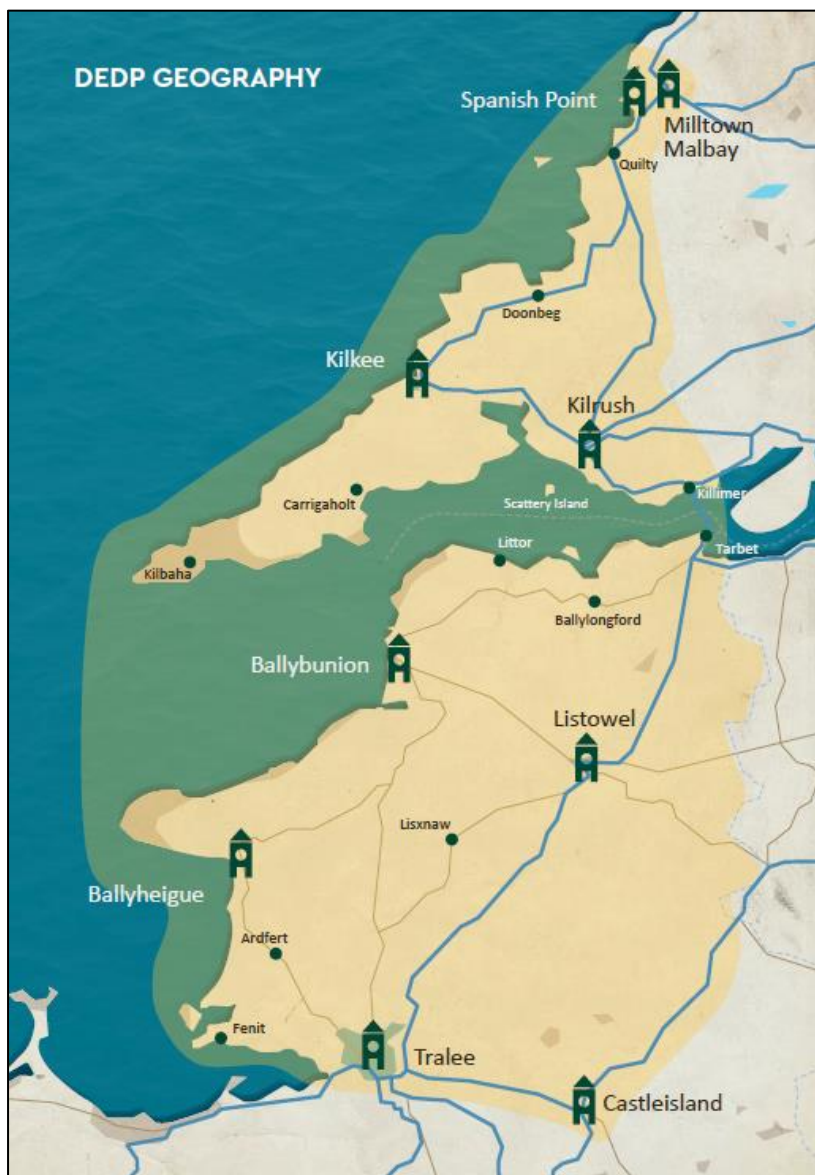 DEDP GEOGRAPHY
Spanish Point
Milltown
Malbay
Quilty
Doonbeg
Kilkee
Kilrush
Carrigaholt
Killimer
Scattery Island
Tarbet
Littor
Kilbaha
Ballylongford
Ballybunion
Listowel
Lisxnaw
Ballyheigue
Ardfert
Fenit
Tralee
Castleisland